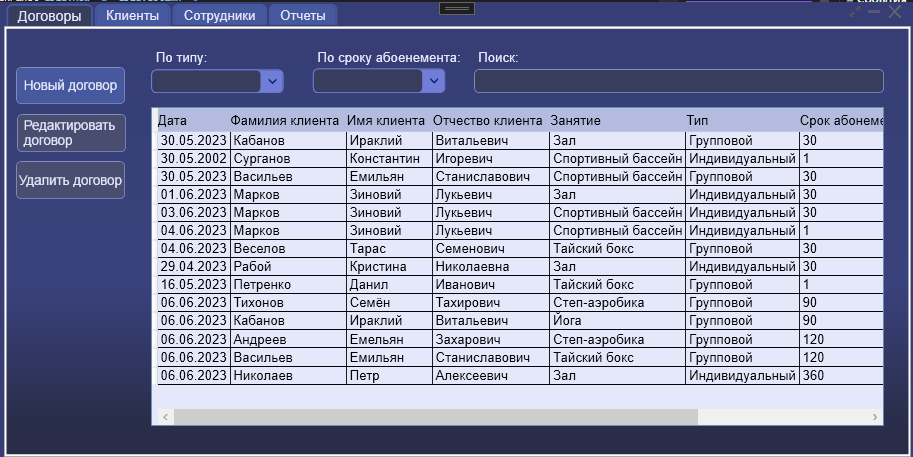 Договоры Клиенты Сотрудники Отчеты
По типу: По сроку абоенемента: Поиск:
Новый договор
Редактировать
договор
Удалить договор
Дата Фамилия клиента Имя клиента Отчество клиента Занятие Тип Срок абонеме
30.05.2023 Кабанов Ираклий Витальевич Зал Групповой 30
30.05.2002 Сурганов Константин Игоревич Спортивный бассейн Индивидуальный 1
30.05.2023 Васильев Емильян Станиславович Спортивный бассейн Групповой 30
01.06.2023 Марков Зиновий Лукьевич Зал Индивидуальный 30
03.06.2023 Марков Зиновий Лукьевич Спортивный бассейн Индивидуальный 30
04.06.2023 Марков Зиновий Лукьевич Спортивный бассейн Индивидуальный 1
04.06.2023 Веселов Тарас Семенович Тайский бокс Групповой 30
29.04.2023 Рабой Кристина Николаевна Зал Индивидуальный 30
16.05.2023 Петренко Данил Иванович Тайский бокс Групповой 1
06.06.2023 Тихонов Семён Тахирович Степ-аэробика Групповой 90
06.06.2023 Кабанов Ираклий Витальевич Йога Групповой 90
06.06.2023 Андреев Емельян Захарович Степ-аэробика Групповой 120
06.06.2023 Васильев Емильян Станиславович Тайский бокс Групповой 120
06.06.2023 Николаев Петр Алексеевич Зал Индивидуальный 360